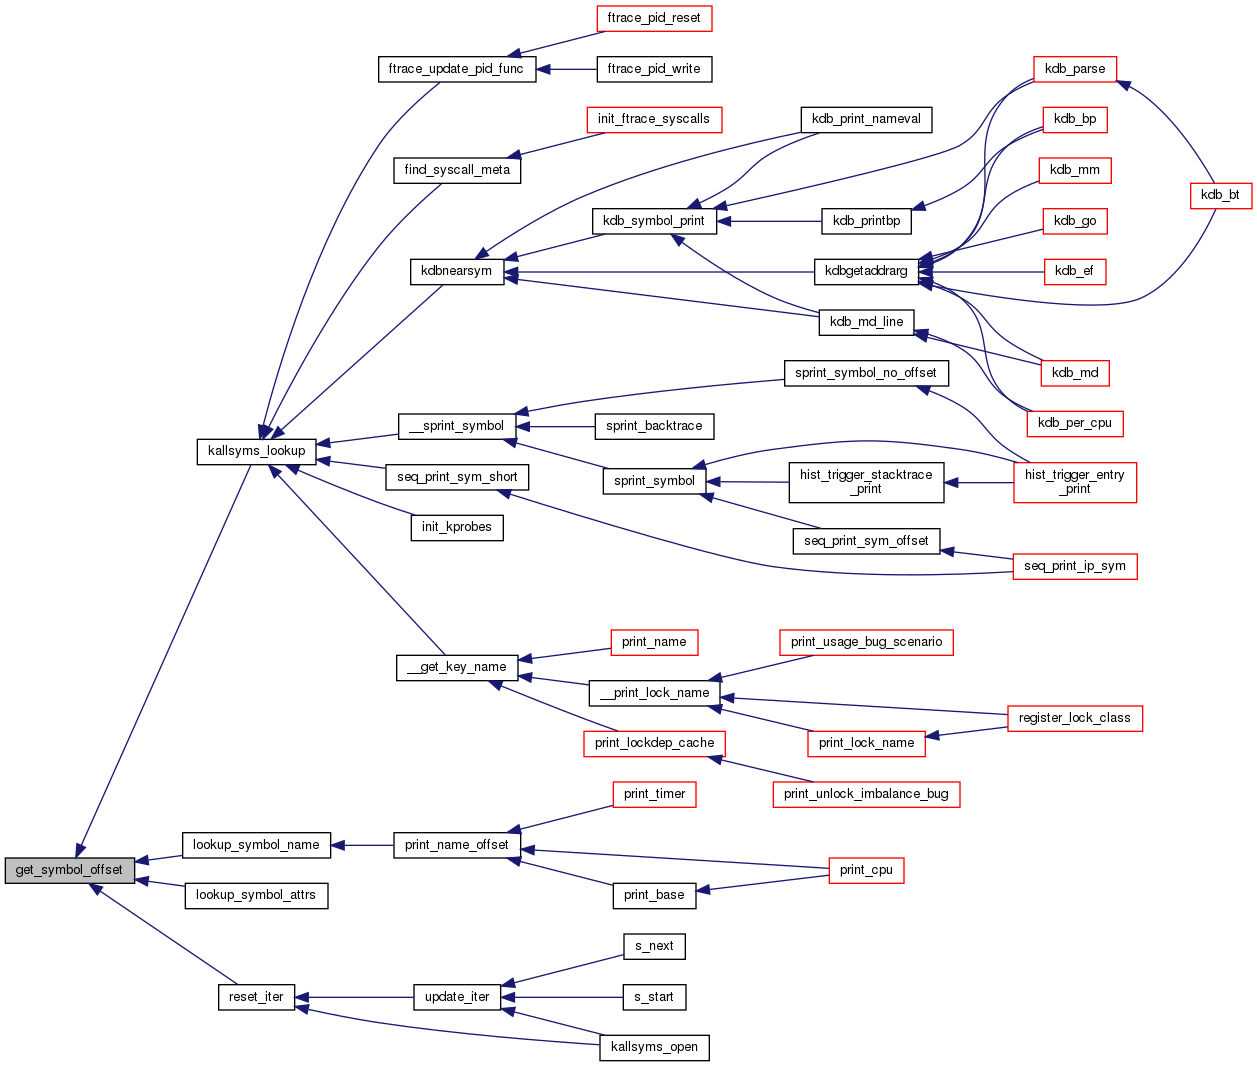 ftrace_pid_reset
ftrace_update_pid_func
ftrace_pid_write
kdb_parse
init_ftrace_syscalls
kdb_print_nameval
kdb_bp
find_syscall_meta
kdb_mm
kdb_bt
kdb_symbol_print
kdb_printbp
kdb_go
kdbnearsym
kdbgetaddrarg
kdb_ef
kdb_md_line
sprint_symbol_no_offset
kdb_md
__sprint_symbol
sprint_backtrace
kdb_per_cpu
kallsyms_lookup
seq_print_sym_short
sprint_symbol
hist_trigger_stacktrace
_print
hist_trigger_entry
_print
init_kprobes
seq_print_sym_offset
seq_print_ip_sym
print_name
print_usage_bug_scenario
__get_key_name
__print_lock_name
register_lock_class
print_lockdep_cache
print_lock_name
print_timer
print_unlock_imbalance_bug
lookup_symbol_name
print_name_offset
get_symbol_offset
print_cpu
lookup_symbol_attrs
print_base
s_next
reset_iter
update_iter
s_start
kallsyms_open